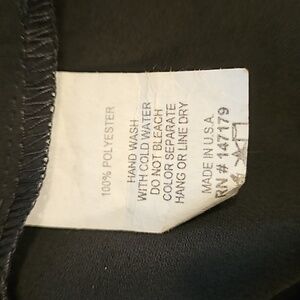 100% POLYESTER
HAND WASH
WITH COLD WATER
DO NOT BLEACH
COLOR SEPARATE
HANG OR LINE DRY
MADE IN U.S.A.
RN # 147179